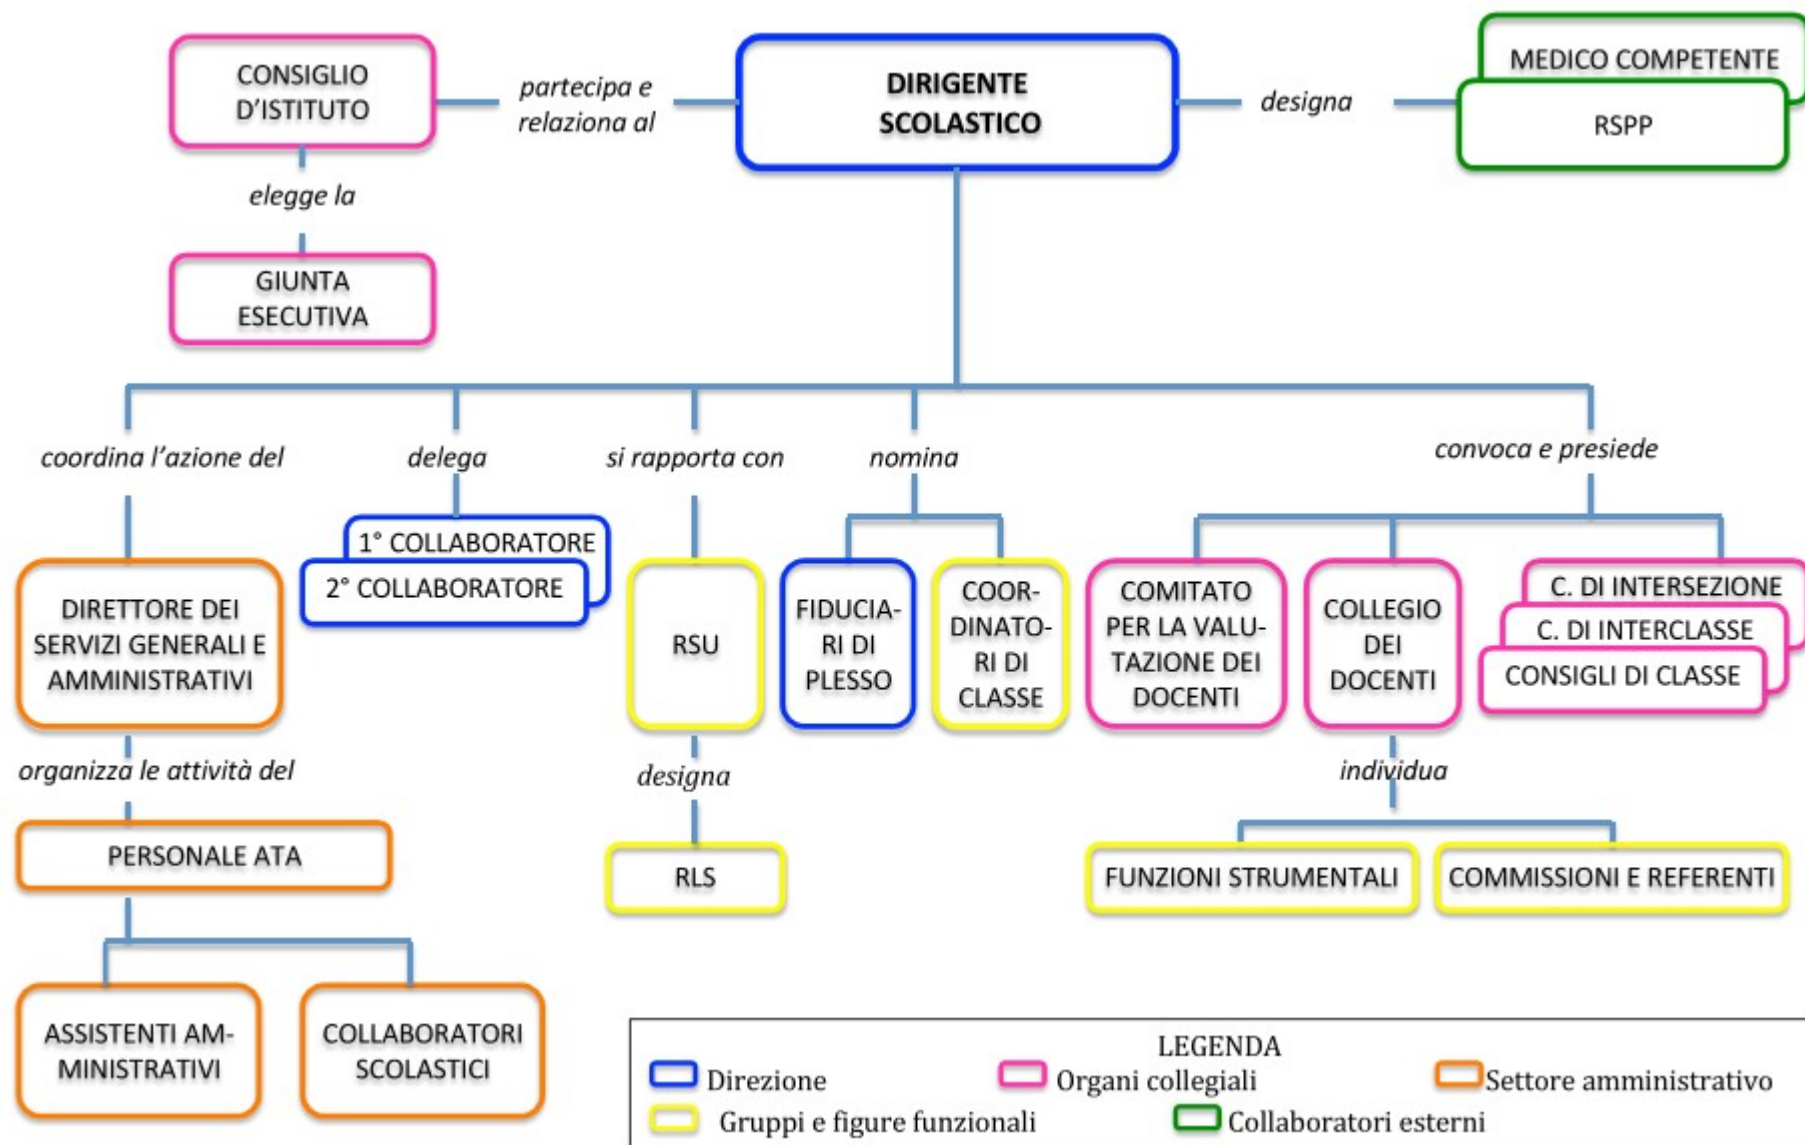 CONSIGLIO
D'ISTITUTO
partecipa e
relaziona al
DIRIGENTE
SCOLASTICO
designa
MEDICO COMPETENTE
RSPP
elegge la
GIUNTA
ESECUTIVA
coordina l'azione del
delega
si rapporta con
nomina
convoca e presiede
DIRETTORE DEI
SERVIZI GENERALI E
AMMINISTRATIVI
1° COLLABORATORE
2° COLLABORATORE
RSU
FIDUCIA-
RI DI
PLESSO
COOR-
DINATO-
RI DI
CLASSE
COMITATO
PER LA VALU-
TAZIONE DEI
DOCENTI
COLLEGIO
DEI
DOCENTI
C. DI INTERSEZIONE
C. DI INTERCLASSE
CONSIGLI DI CLASSE
organizza le attività del
designa
individua
PERSONALE ATA
RLS
FUNZIONI STRUMENTALI
COMMISSIONI E REFERENTI
ASSISTENTI AM-
MINISTRATIVI
COLLABORATORI
SCOLASTICI
LEGENDA
Direzione
Organi collegiali
Settore amministrativo
Gruppi e figure funzionali
Collaboratori esterni